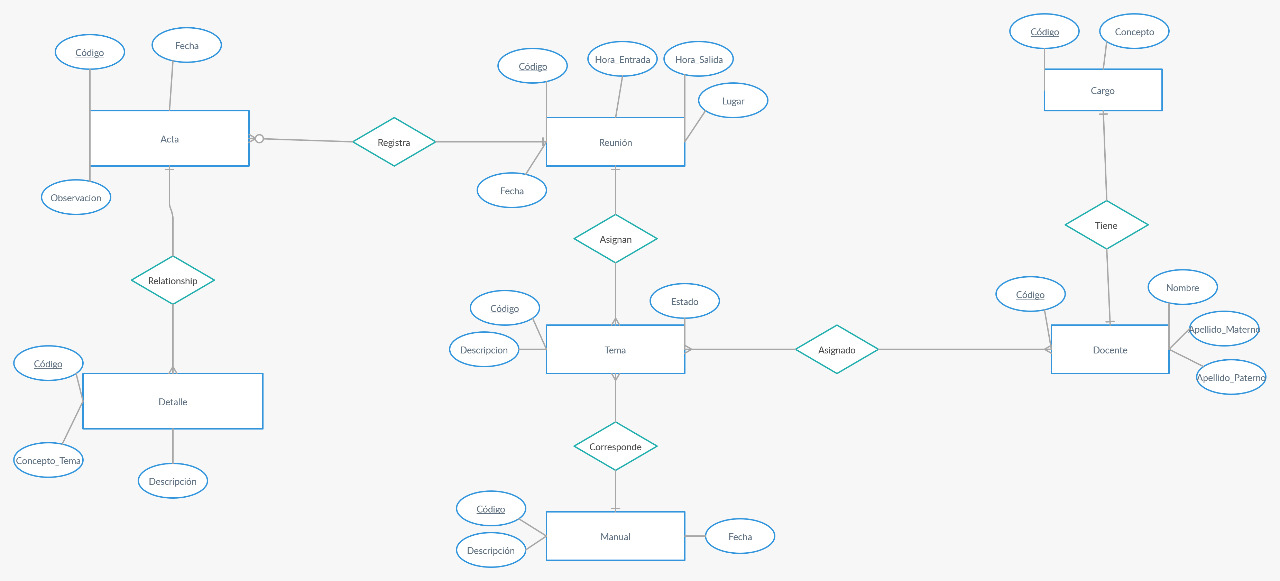 Código
Concepto
Código
Fecha
Hora_Entrada
Hora_Salida
Código
Cargo
Lugar
Acta
Registra
Reunión
Fecha
Observacion
Tiene
Asignan
Relationship
Código
Nombre
Estado
Código
Apellido_Materno
Descripcion
Tema
Asignado
Docente
Código
Apellido_Paterno
Detalle
Corresponde
Concepto_Tema
Descripción
Código
Manual
Fecha
Descripción